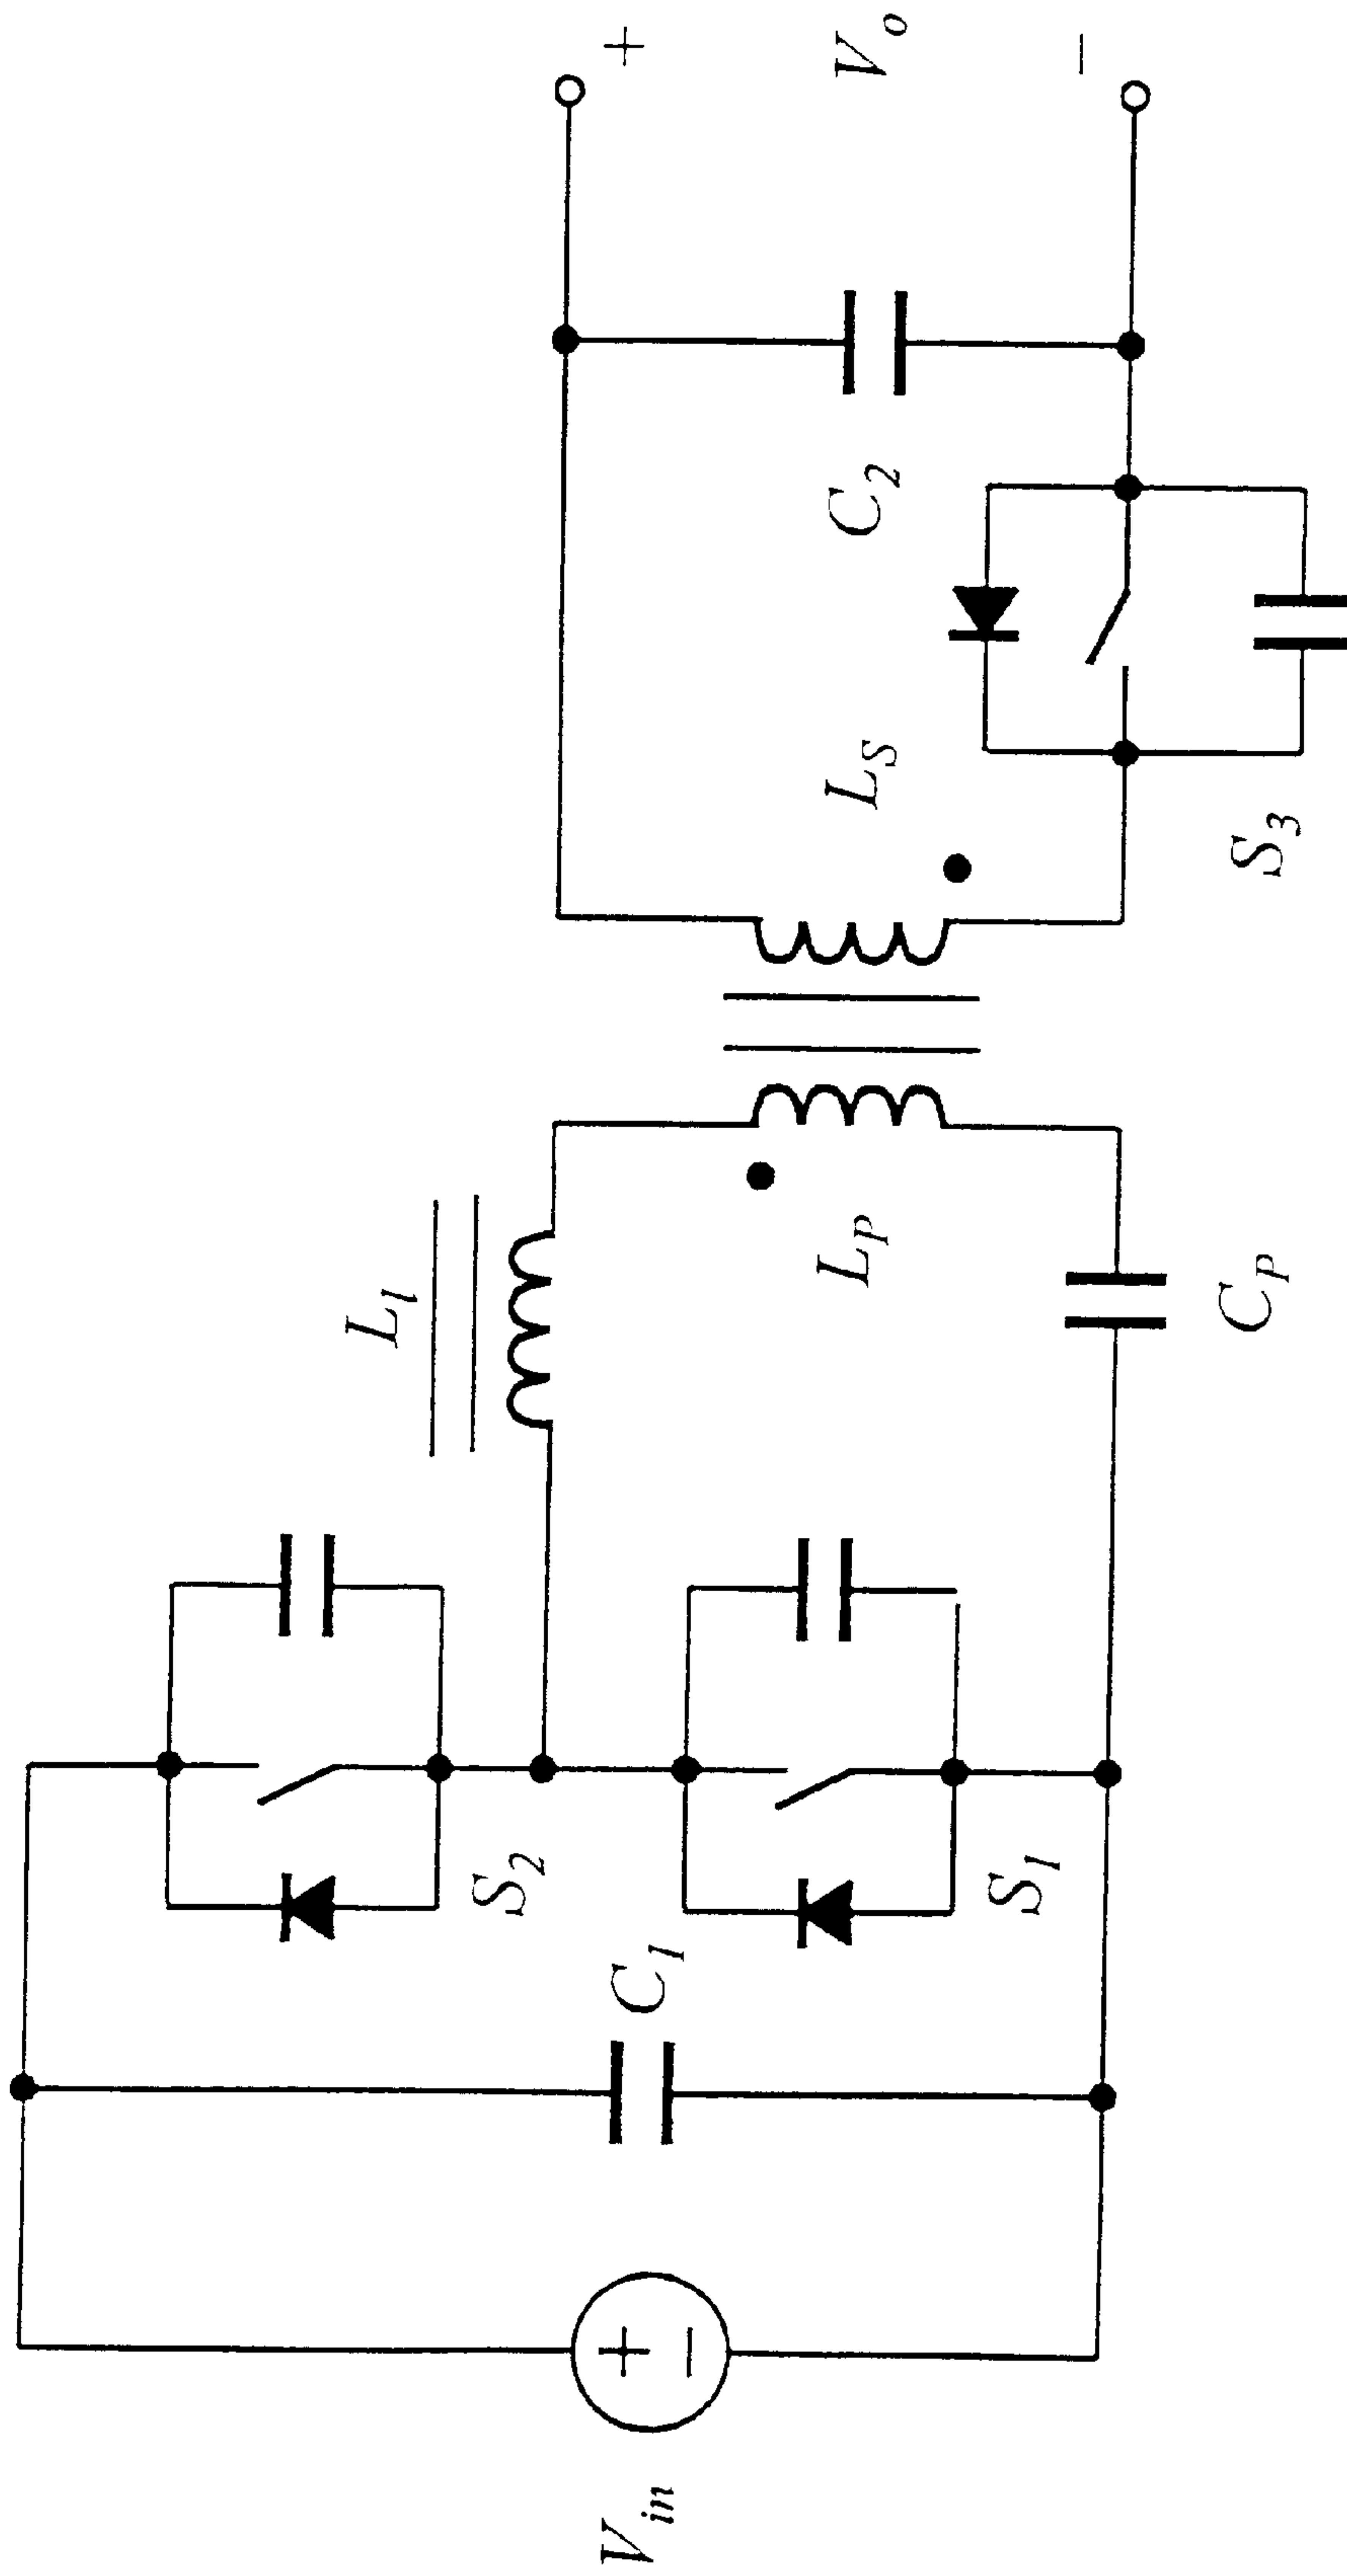 V_in
+
−
C_1
S_2
S_1
L_l
L_P
C_P
L_S
S_3
C_2
+
V_o
−